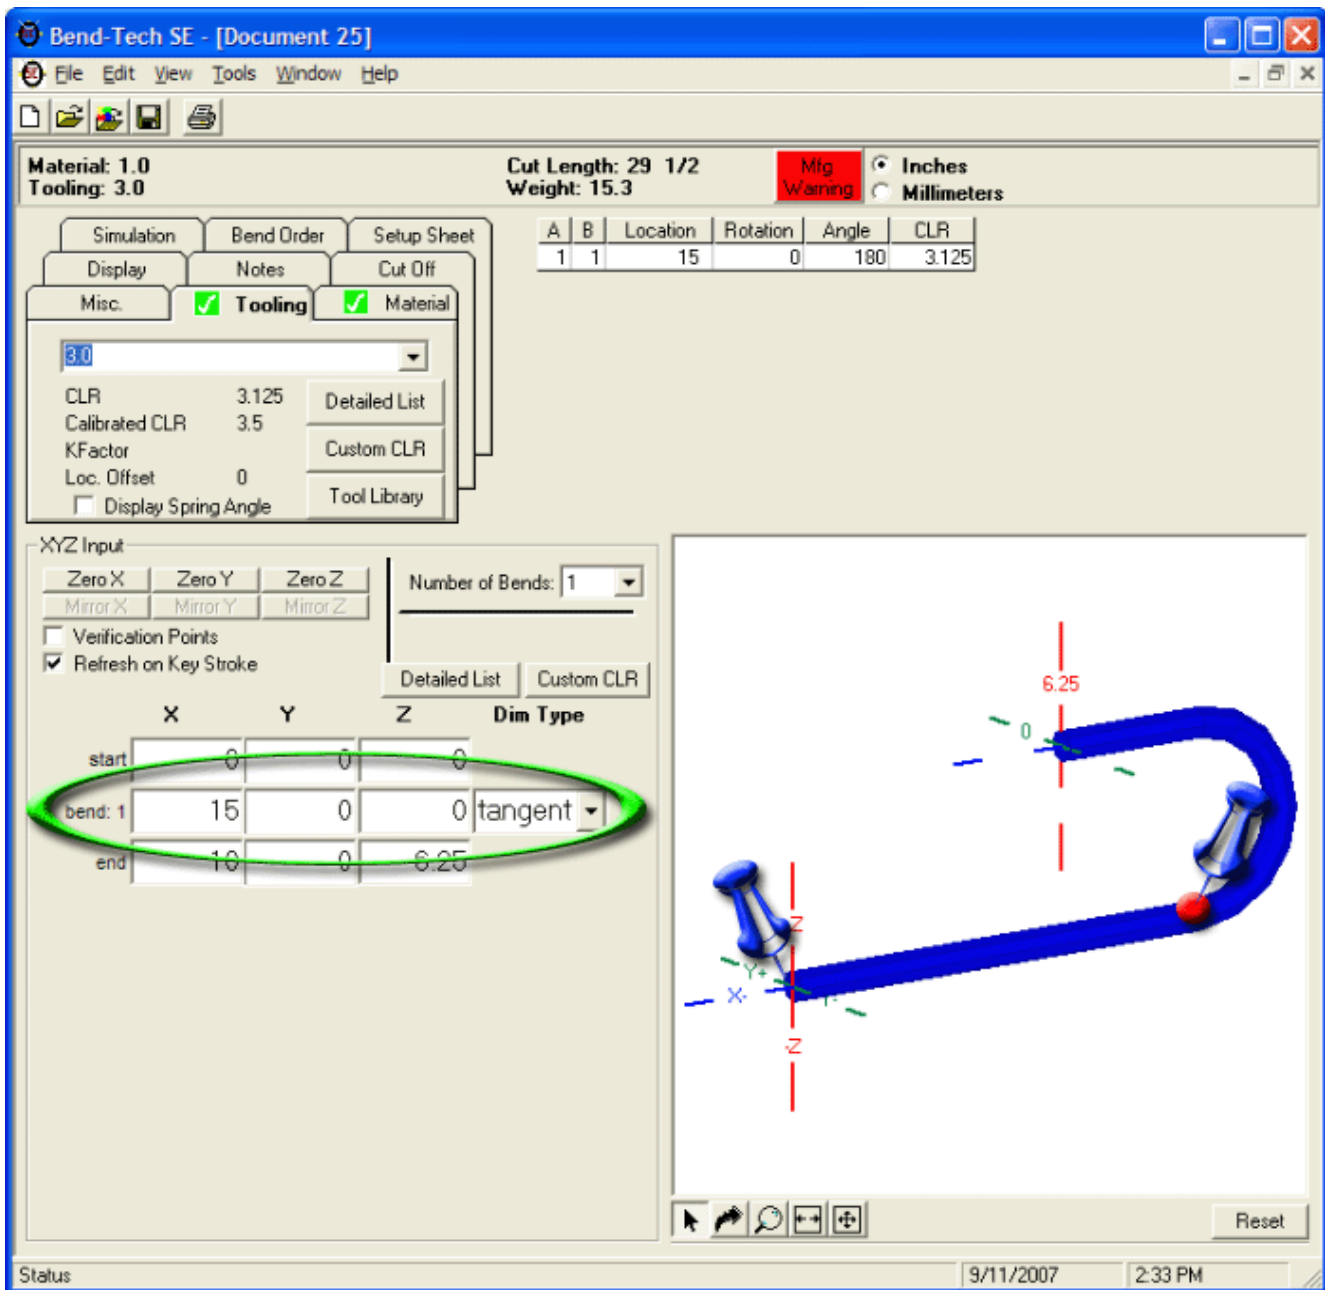 Bend-Tech SE - [Document 25]
File Edit View Tools Window Help
Material: 1.0
Tooling: 3.0
Cut Length: 29 1/2
Weight: 15.3
Mfg
Warning
Inches
Millimeters
Simulation Bend Order Setup Sheet
Display Notes Cut Off
Misc. Tooling Material
3.0
CLR 3.125 Detailed List
Calibrated CLR 3.5
KFactor Custom CLR
Loc. Offset 0
Display Spring Angle Tool Library
A B Location Rotation Angle CLR
1 1 15 0 180 3.125
XYZ Input
Zero X Zero Y Zero Z
Mirror X Mirror Y Mirror Z
Number of Bends: 1
Verification Points
Refresh on Key Stroke
Detailed List Custom CLR
X Y Z Dim Type
start 0 0 0
bend: 1 15 0 0 tangent
end 10 0 6.25
6.25
0
Z
Y+
X-
Y-
-Z
Reset
Status 9/11/2007 2:33 PM